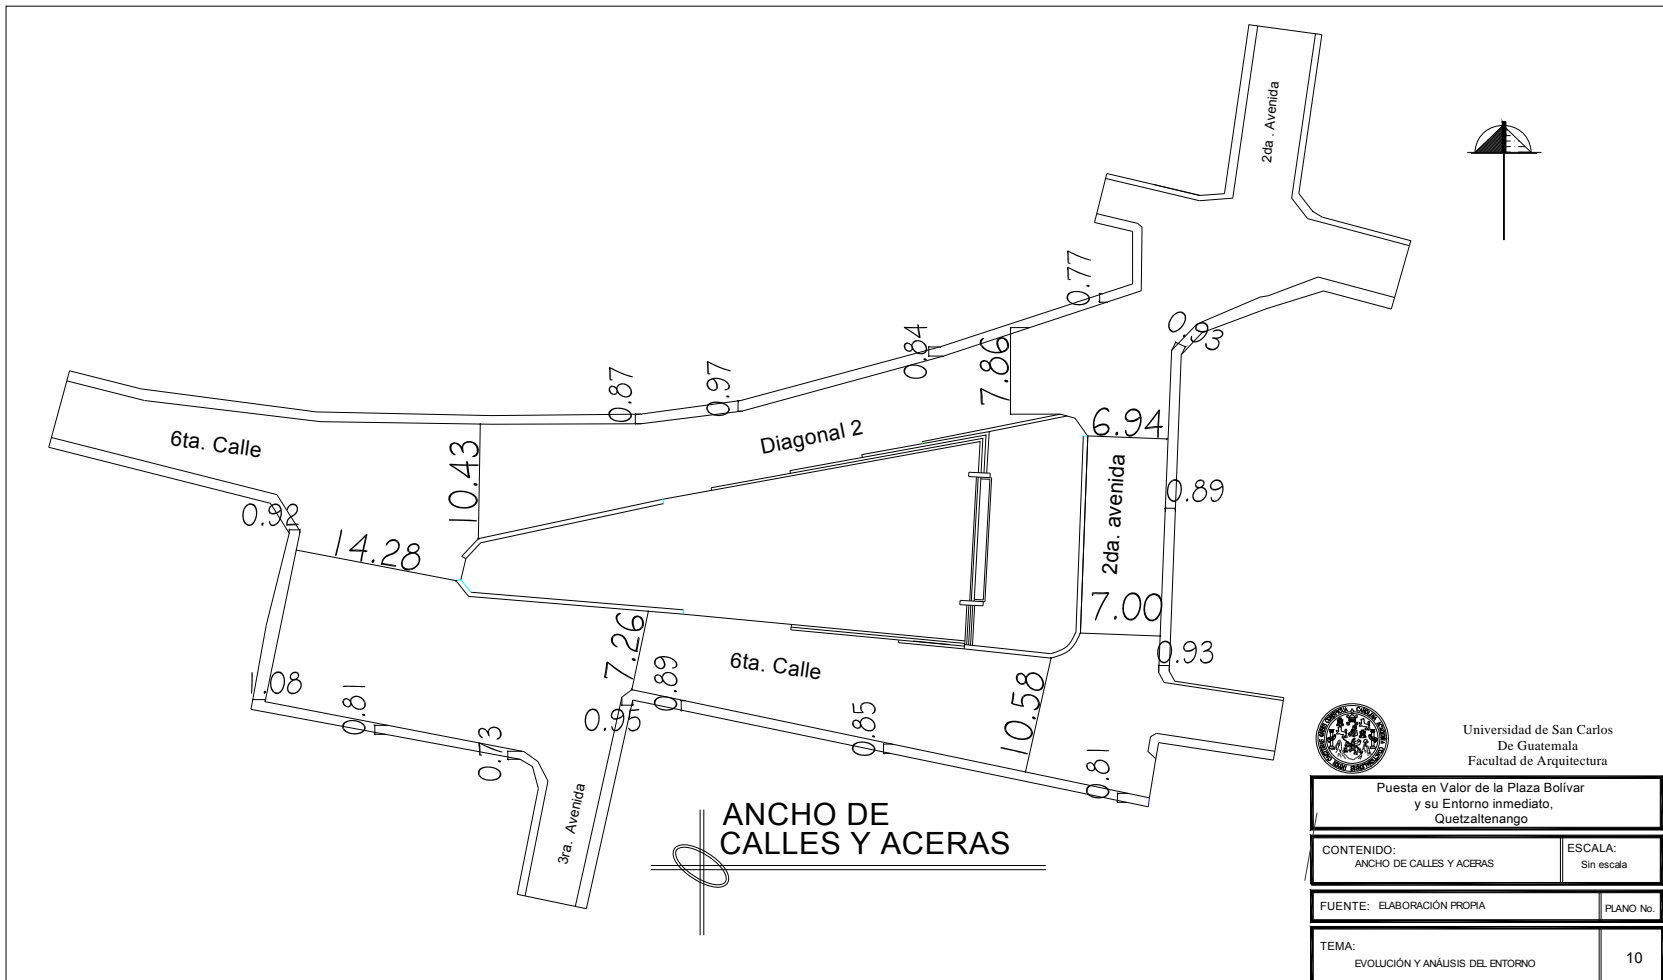 2da . Avenida
0.77
0.93
0.84
7.86
0.87
0.97
6ta. Calle
Diagonal 2
6.94
10.43
2da. avenida
0.89
0.92
14.28
7.00
7.26
0.93
6ta. Calle
1.08
0.89
0.81
0.95
0.73
0.85
10.58
0.81
3ra. Avenida
ANCHO DE
CALLES Y ACERAS
Universidad de San Carlos
De Guatemala
Facultad de Arquitectura
Puesta en Valor de la Plaza Bolívar
y su Entorno inmediato,
Quetzaltenango
CONTENIDO:
ANCHO DE CALLES Y ACERAS
ESCALA:
Sin escala
FUENTE: ELABORACIÓN PROPIA
PLANO No.
TEMA:
EVOLUCIÓN Y ANÁLISIS DEL ENTORNO
10